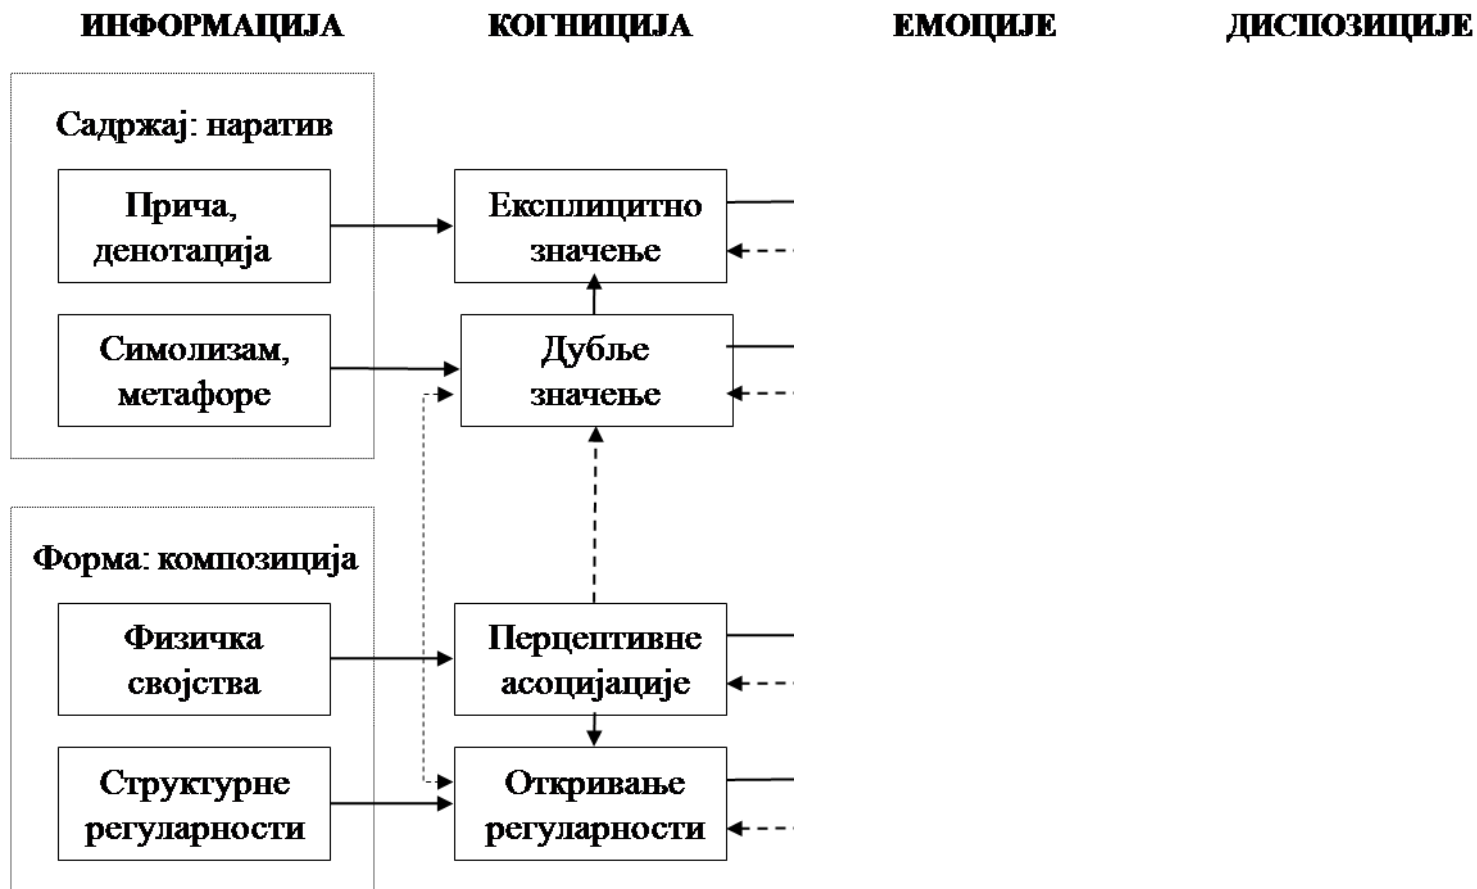 ИНФОРМАЦИЈА КОГНИЦИЈА ЕМОЦИЈЕ ДИСПОЗИЦИЈЕ
Садржај: наратив
Прича,
денотација
Експлицитно
значење
Симолизам,
метафоре
Дубље
значење
Форма: композиција
Физичка
својства
Перцептивне
асоцијације
Структурне
регуларности
Откривање
регуларности